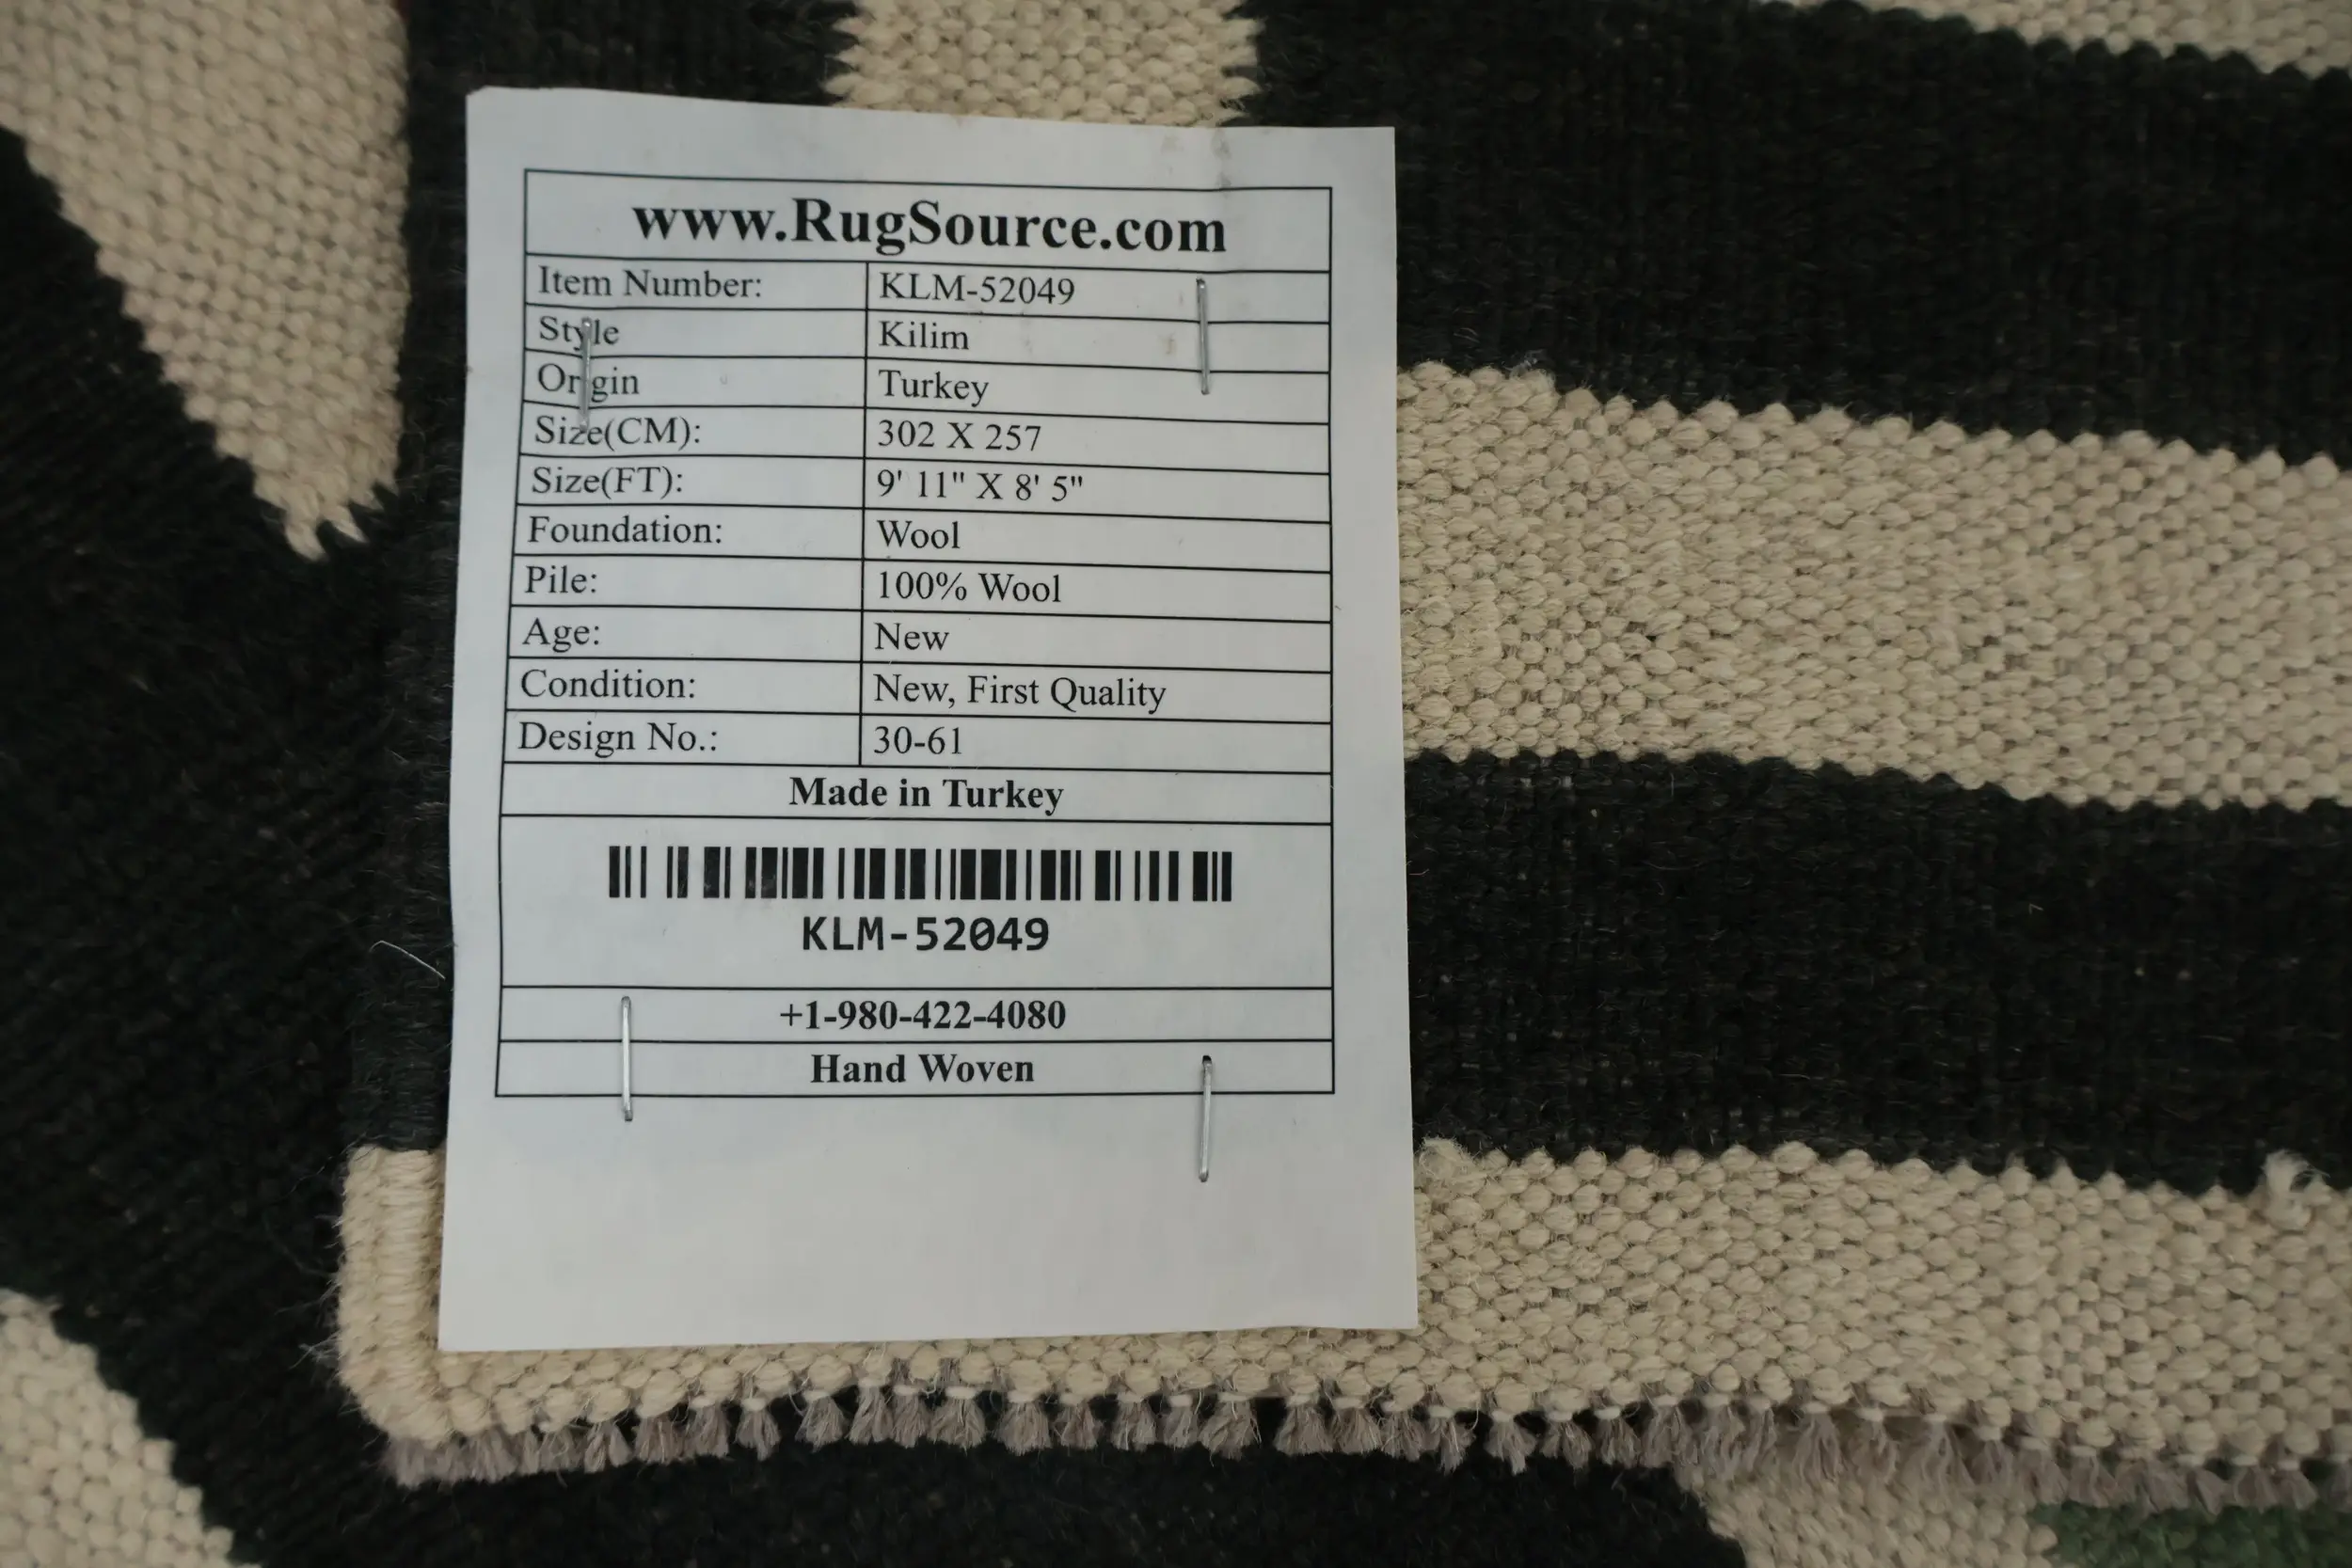 www.RugSource.com
Item Number: KLM-52049
Style Kilim
Origin Turkey
Size(CM): 302 X 257
Size(FT): 9' 11" X 8' 5"
Foundation: Wool
Pile: 100% Wool
Age: New
Condition: New, First Quality
Design No.: 30-61
Made in Turkey
KLM-52049
+1-980-422-4080
Hand Woven